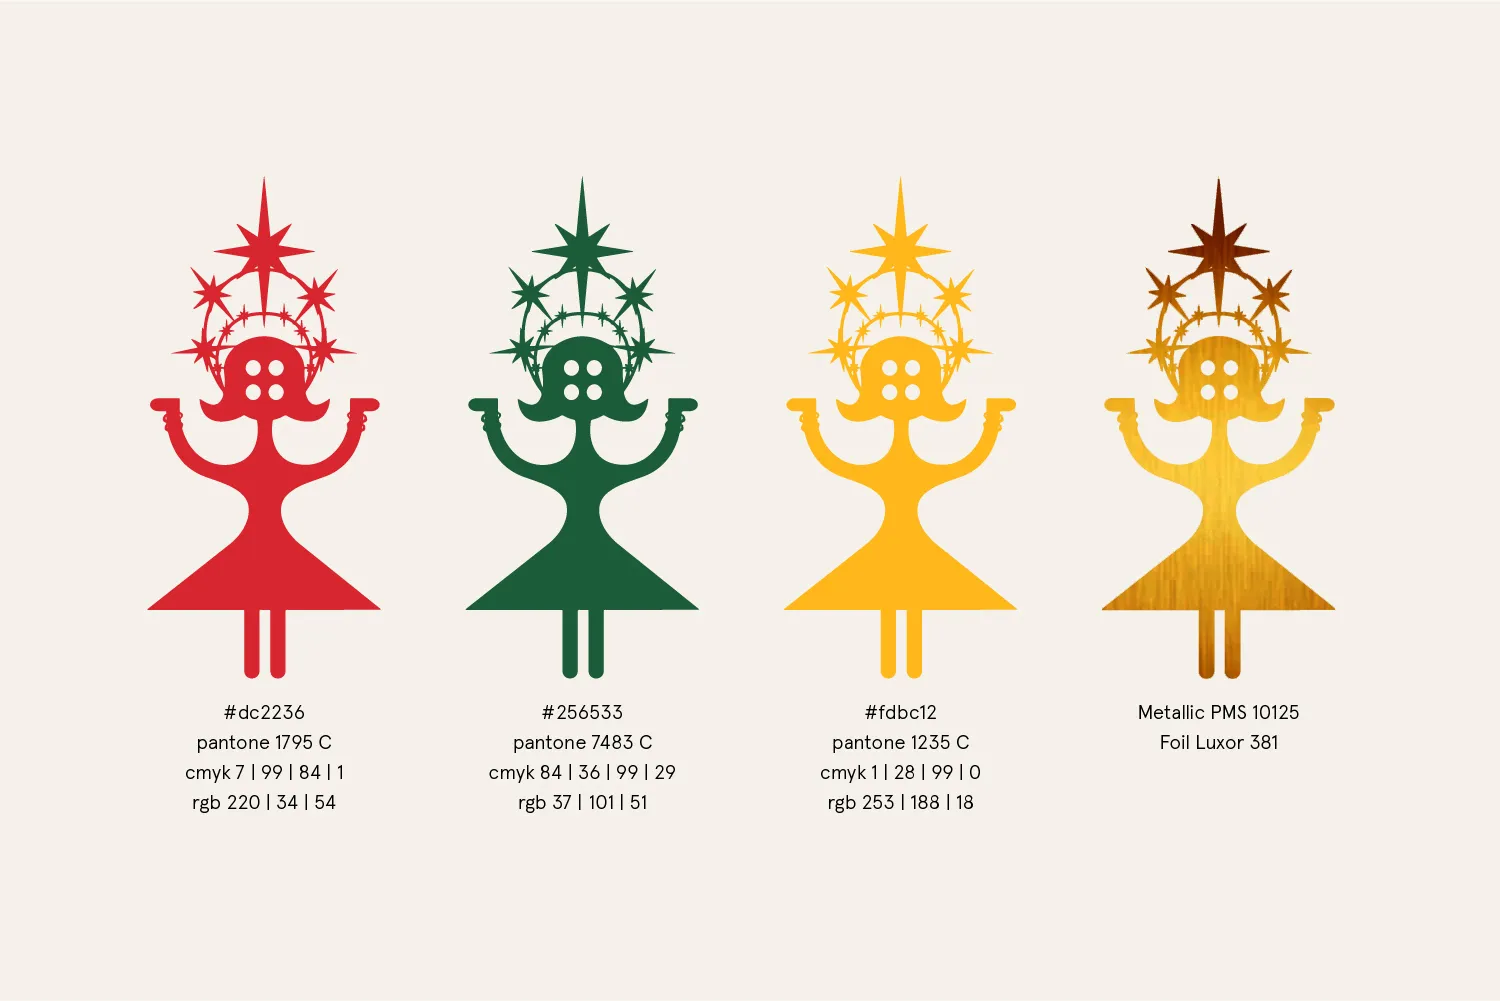 #dc2236
pantone 1795 C
cmyk 7 | 99 | 84 | 1
rgb 220 | 34 | 54
#256533
pantone 7483 C
cmyk 84 | 36 | 99 | 29
rgb 37 | 101 | 51
#fdbc12
pantone 1235 C
cmyk 1 | 28 | 99 | 0
rgb 253 | 188 | 18
Metallic PMS 10125
Foil Luxor 381